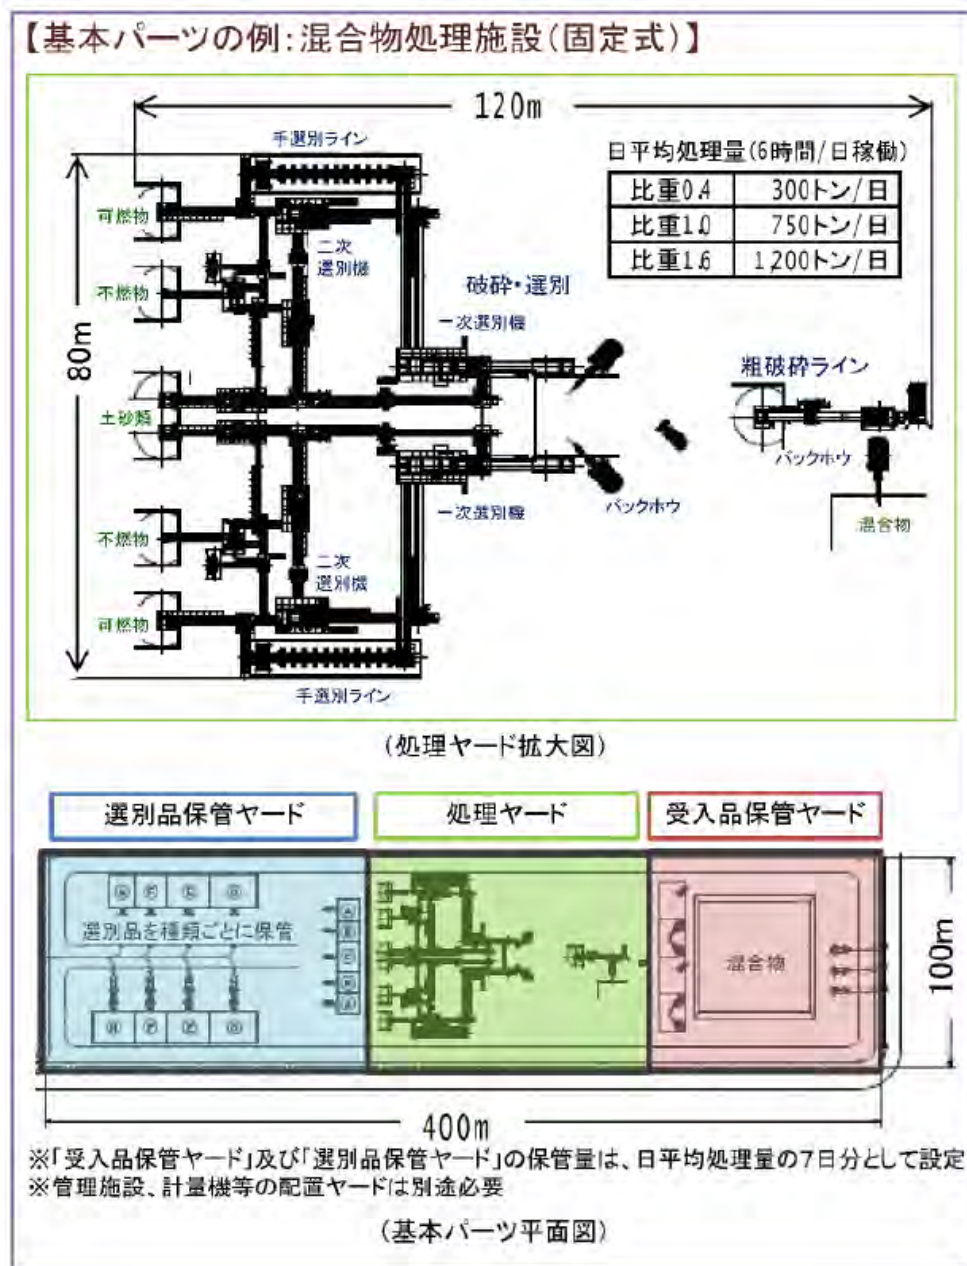 【基本パーツの例:混合物処理施設(固定式)】
120m
手選別ライン
日平均処理量(6時間/日稼働)
比重0.4 300トン/日
比重1.0 750トン/日
比重1.6 1,200トン/日
可燃物
二次
選別機
不燃物
破砕・選別
一次選別機
80m
粗破砕ライン
土砂類
バックホウ
一次選別機
バックホウ
混合物
不燃物
二次
選別機
可燃物
手選別ライン
(処理ヤード拡大図)
選別品保管ヤード
処理ヤード
受入品保管ヤード
選別品を種類ごとに保管
混合物
100m
400m
※「受入品保管ヤード」及び「選別品保管ヤード」の保管量は、日平均処理量の7日分として設定
※管理施設、計量機等の配置ヤードは別途必要
(基本パーツ平面図)